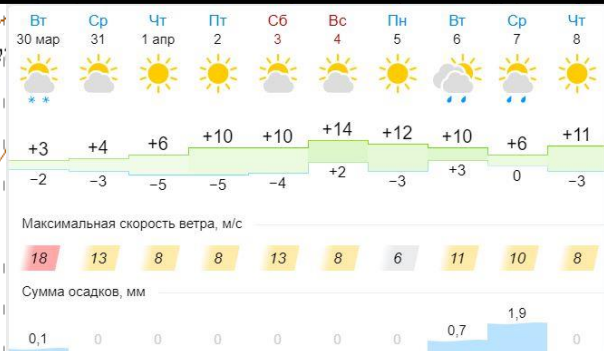 Вт Ср Чт Пт Сб Вс Пн Вт Ср Чт
30 мар 31 1 апр 2 3 4 5 6 7 8
+3 +4 +6 +10 +10 +14 +12 +10 +6 +11
−2 −3 −5 −5 −4 +2 −3 +3 0 −3
Максимальная скорость ветра, м/с
18 13 8 8 13 8 6 11 10 8
Сумма осадков, мм
0,1 0 0 0 0 0 0 0,7 1,9 0